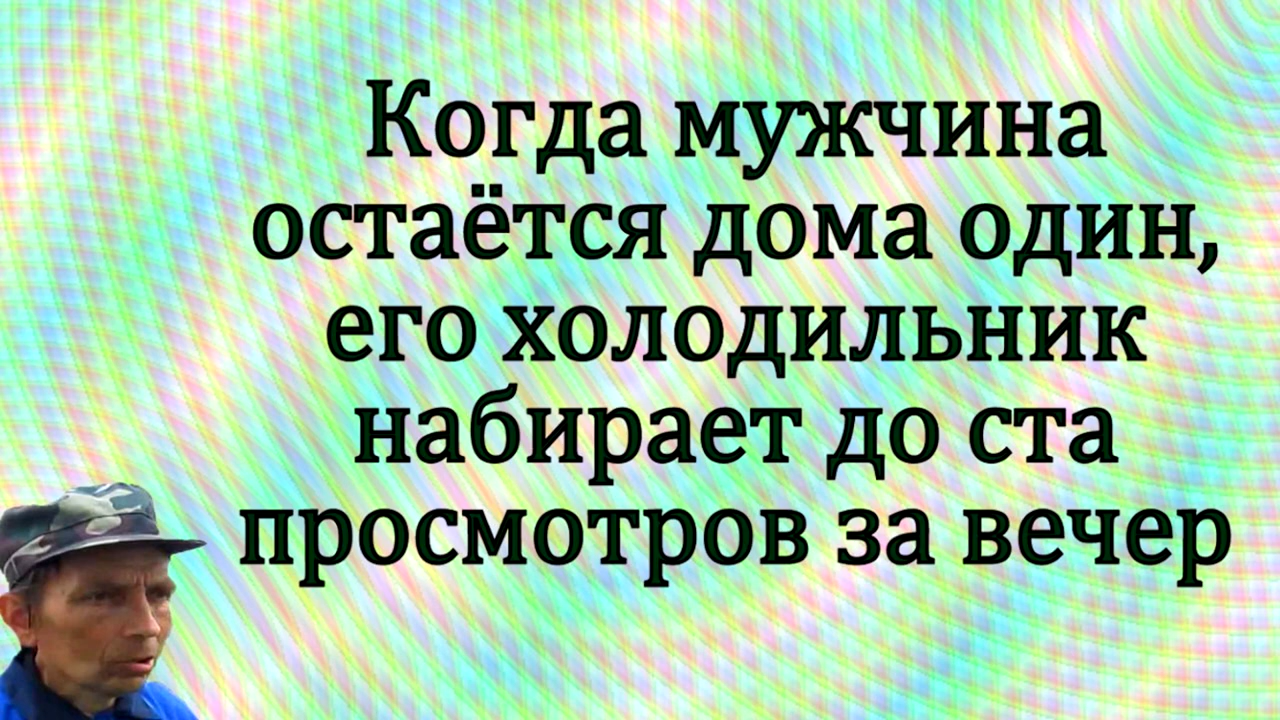 Когда мужчина
остаётся дома один,
его холодильник
набирает до ста
просмотров за вечер